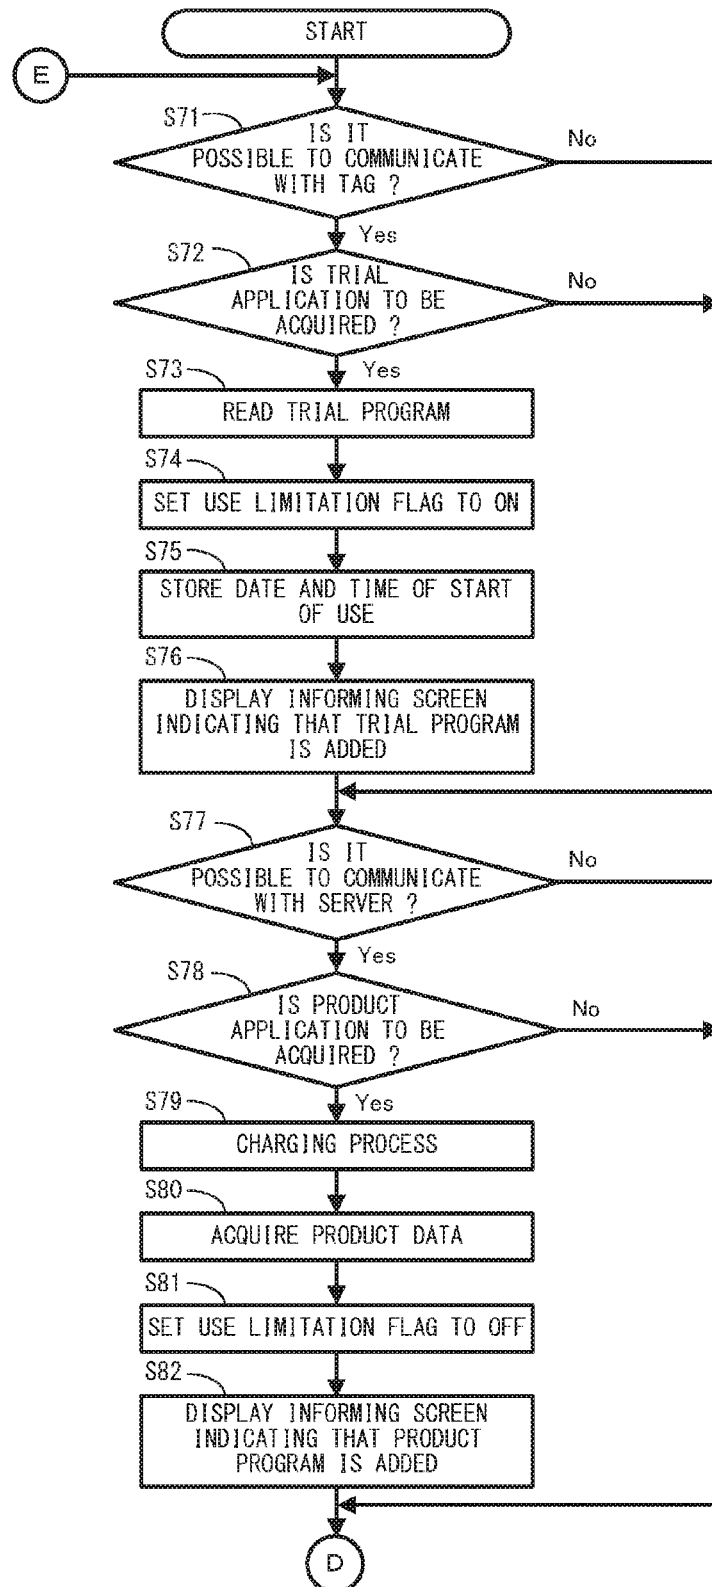 START
E
S71
IS IT
POSSIBLE TO COMMUNICATE
WITH TAG ?
No
Yes
S72
IS TRIAL
APPLICATION TO BE
ACQUIRED ?
No
Yes
S73
READ TRIAL PROGRAM
S74
SET USE LIMITATION FLAG TO ON
S75
STORE DATE AND TIME OF START
OF USE
S76
DISPLAY INFORMING SCREEN
INDICATING THAT TRIAL PROGRAM
IS ADDED
S77
IS IT
POSSIBLE TO COMMUNICATE
WITH SERVER ?
No
Yes
S78
IS PRODUCT
APPLICATION TO BE
ACQUIRED ?
No
Yes
S79
CHARGING PROCESS
S80
ACQUIRE PRODUCT DATA
S81
SET USE LIMITATION FLAG TO OFF
S82
DISPLAY INFORMING SCREEN
INDICATING THAT PRODUCT
PROGRAM IS ADDED
D